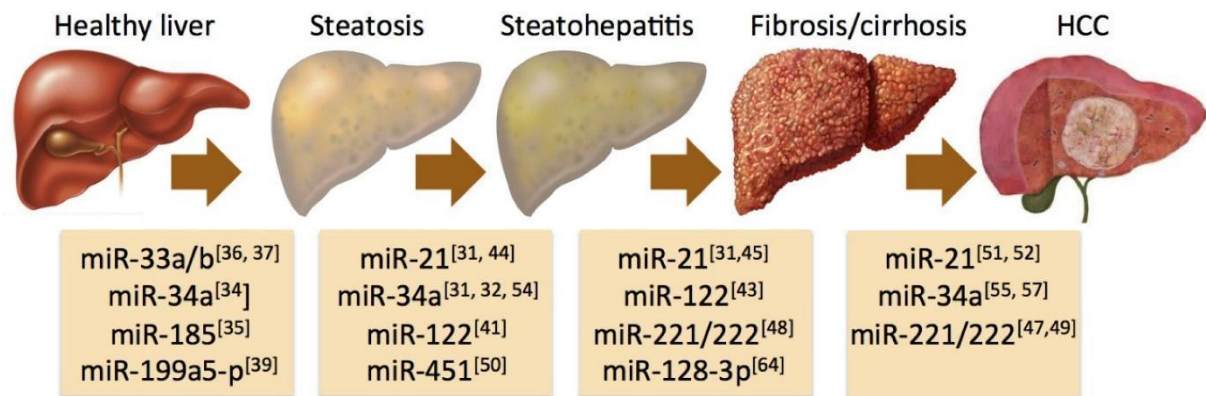 Healthy liver
Steatosis
Steatohepatitis
Fibrosis/cirrhosis
HCC
miR-33a/b[36, 37]
miR-34a[34]
miR-185[35]
miR-199a5-p[39]
miR-21[31, 44]
miR-34a[31, 32, 54]
miR-122[41]
miR-451[50]
miR-21[31,45]
miR-122[43]
miR-221/222[48]
miR-128-3p[64]
miR-21[51, 52]
miR-34a[55, 57]
miR-221/222[47,49]